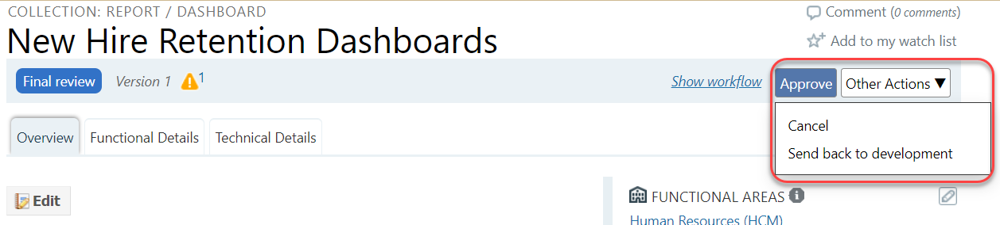 COLLECTION: REPORT / DASHBOARD
Comment (0 comments)
New Hire Retention Dashboards
Add to my watch list
Final review Version 1 1 Show workflow Approve Other Actions ▼
Cancel
Send back to development
Overview Functional Details Technical Details
Edit
FUNCTIONAL AREAS
Human Resources (HCM)